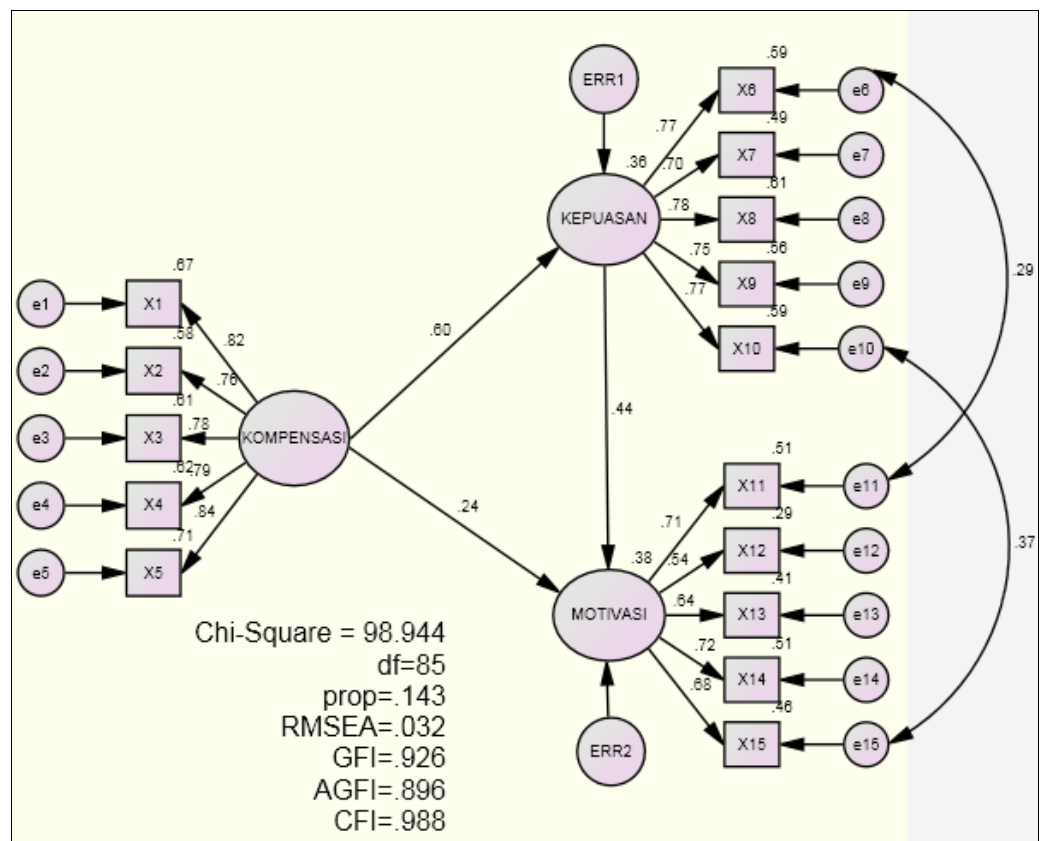 .59
ERR1
X6
e6
.77
.49
.36
.70
X7
e7
.61
KEPUASAN
.78
X8
e8
.56
.75
X9
e9
.77
.59
X10
e10
.29
.67
e1
X1
.82
.58
e2
X2
.76
.61
e3
X3
.78
KOMPENSASI
.62
.79
e4
X4
.84
.71
e5
X5
.60
.44
.24
.51
X11
e11
.71
.29
.38
.54
X12
e12
.37
.41
MOTIVASI
.64
X13
e13
.51
.72
X14
e14
.68
.46
X15
e15
ERR2
Chi-Square = 98.944
df=85
prop=.143
RMSEA=.032
GFI=.926
AGFI=.896
CFI=.988